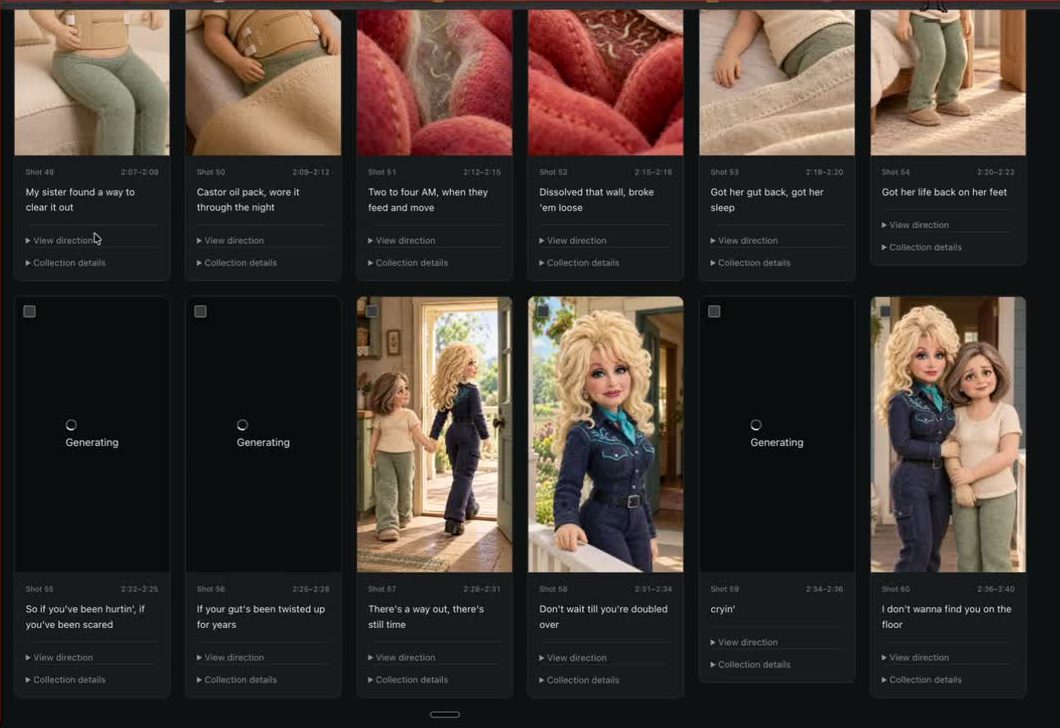 Shot 49 2:07–2:09
My sister found a way to
clear it out
View direction
Collection details
Shot 50 2:09–2:12
Castor oil pack, wore it
through the night
View direction
Collection details
Shot 51 2:12–2:15
Two to four AM, when they
feed and move
View direction
Collection details
Shot 52 2:15–2:18
Dissolved that wall, broke
'em loose
View direction
Collection details
Shot 53 2:18–2:20
Got her gut back, got her
sleep
View direction
Collection details
Shot 54 2:20–2:22
Got her life back on her feet
View direction
Collection details
Generating
Shot 55 2:22–2:25
So if you've been hurtin', if
you've been scared
View direction
Collection details
Generating
Shot 56 2:25–2:28
If your gut's been twisted up
for years
View direction
Collection details
Shot 57 2:28–2:31
There's a way out, there's
still time
View direction
Collection details
Shot 58 2:31–2:34
Don't wait till you're doubled
over
View direction
Collection details
Generating
Shot 59 2:34–2:36
cryin'
View direction
Collection details
Shot 60 2:36–2:40
I don't wanna find you on the
floor
View direction
Collection details